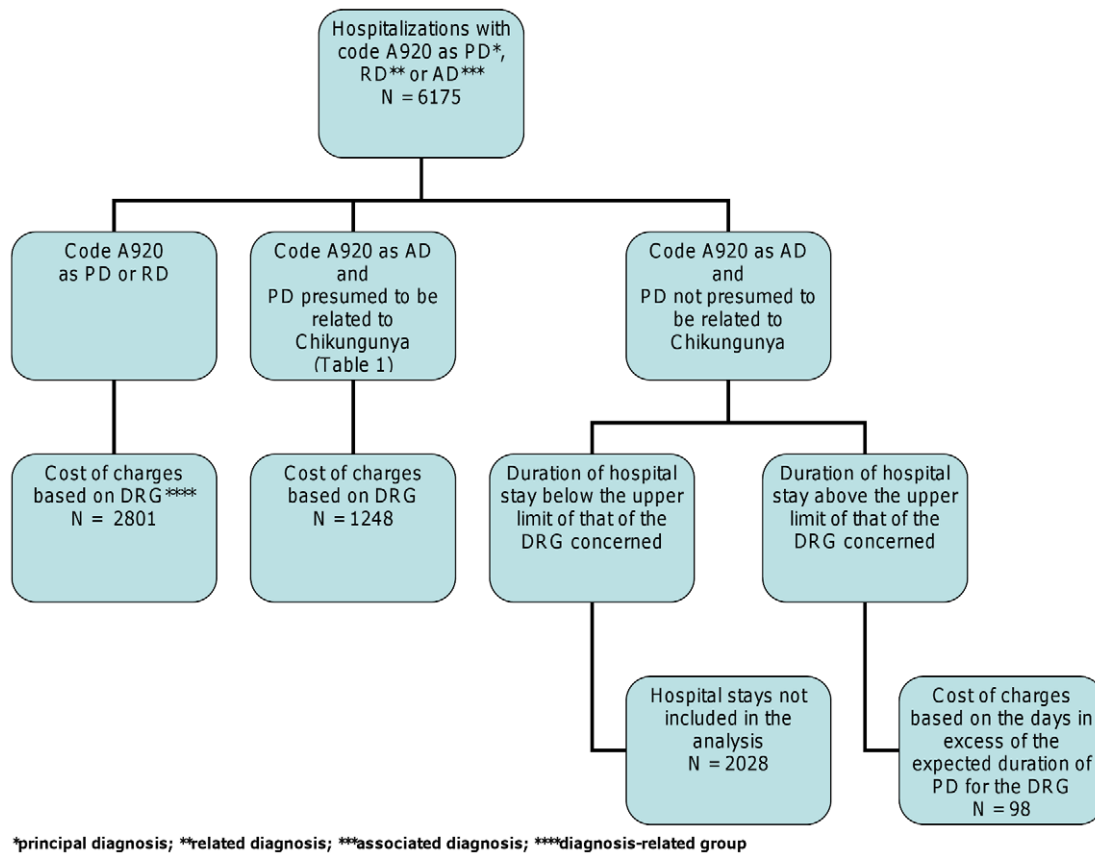 Hospitalizations with
code A920 as PD*,
RD** or AD***
N = 6175
Code A920
as PD or RD
Code A920 as AD
and
PD presumed to be
related to
Chikungunya
(Table 1)
Code A920 as AD
and
PD not presumed to
be related to
Chikungunya
Cost of charges
based on DRG****
N = 2801
Cost of charges
based on DRG
N = 1248
Duration of hospital
stay below the upper
limit of that of the
DRG concerned
Duration of hospital
stay above the upper
limit of that of the
DRG concerned
Hospital stays not
included in the
analysis
N = 2028
Cost of charges
based on the days in
excess of the
expected duration of
PD for the DRG
N = 98
*principal diagnosis; **related diagnosis; ***associated diagnosis; ****diagnosis-related group